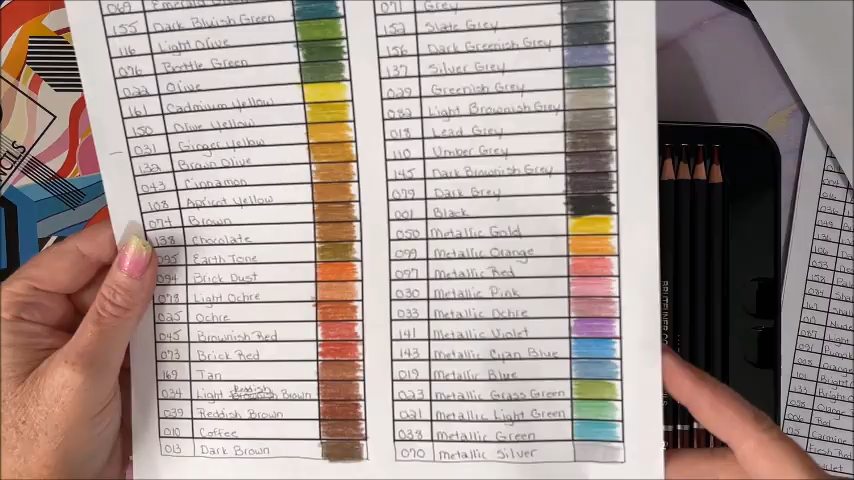 069 Emerald Green
155 Dark Bluish Green
116 Light Olive
076 Bottle Green
022 Olive
161 Cadmium Yellow
150 Olive Yellow
031 Ginger Yellow
132 Brown Olive
043 Cinnamon
108 Apricot Yellow
074 Brown
138 Chocolate
095 Earth Tone
094 Brick Dust
078 Light Ochre
025 Ochre
045 Brownish Red
073 Brick Red
169 Tan
034 Light Reddish Brown
039 Reddish Brown
010 Coffee
013 Dark Brown
071 Grey
152 Slate Grey
156 Dark Greenish Grey
137 Silver Grey
029 Greenish Grey
082 Light Brownish Grey
018 Lead Grey
110 Umber Grey
145 Dark Brownish Grey
079 Dark Grey
001 Black
050 Metallic Gold
099 Metallic Orange
097 Metallic Red
030 Metallic Pink
033 Metallic Ochre
141 Metallic Violet
143 Metallic Cyan Blue
019 Metallic Blue
023 Metallic Grass Green
021 Metallic Light Green
038 Metallic Green
070 Metallic Silver